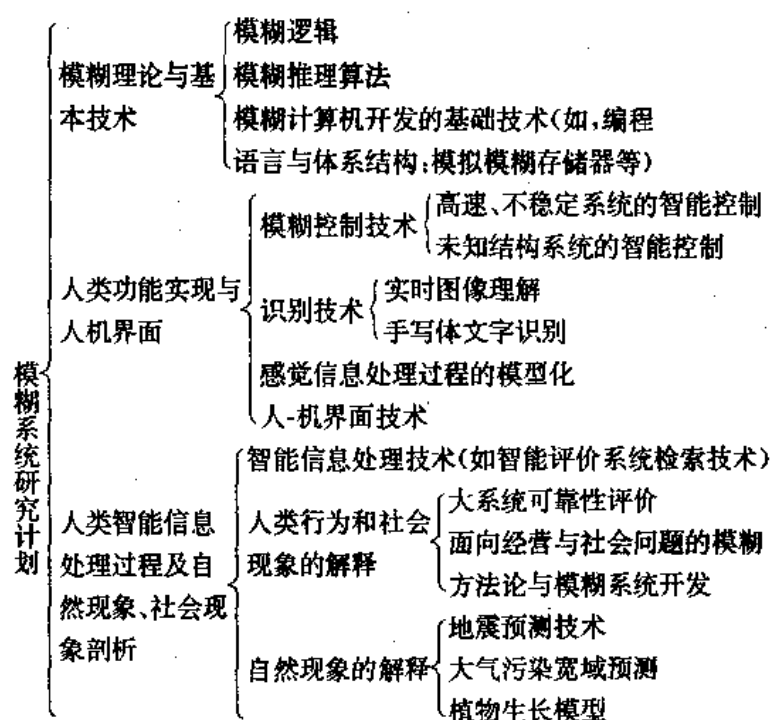 模糊系统研究计划
模糊理论与基
本技术
模糊逻辑
模糊推理算法
模糊计算机开发的基础技术(如,编程
语言与体系结构;模拟模糊存储器等)
人类功能实现与
人机界面
模糊控制技术
高速、不稳定系统的智能控制
未知结构系统的智能控制
识别技术
实时图像理解
手写体文字识别
感觉信息处理过程的模型化
人-机界面技术
人类智能信息
处理过程及自
然现象、社会现
象剖析
智能信息处理技术(如智能评价系统检索技术)
人类行为和社会
现象的解释
大系统可靠性评价
面向经营与社会问题的模糊
方法论与模糊系统开发
自然现象的解释
地震预测技术
大气污染宽域预测
植物生长模型